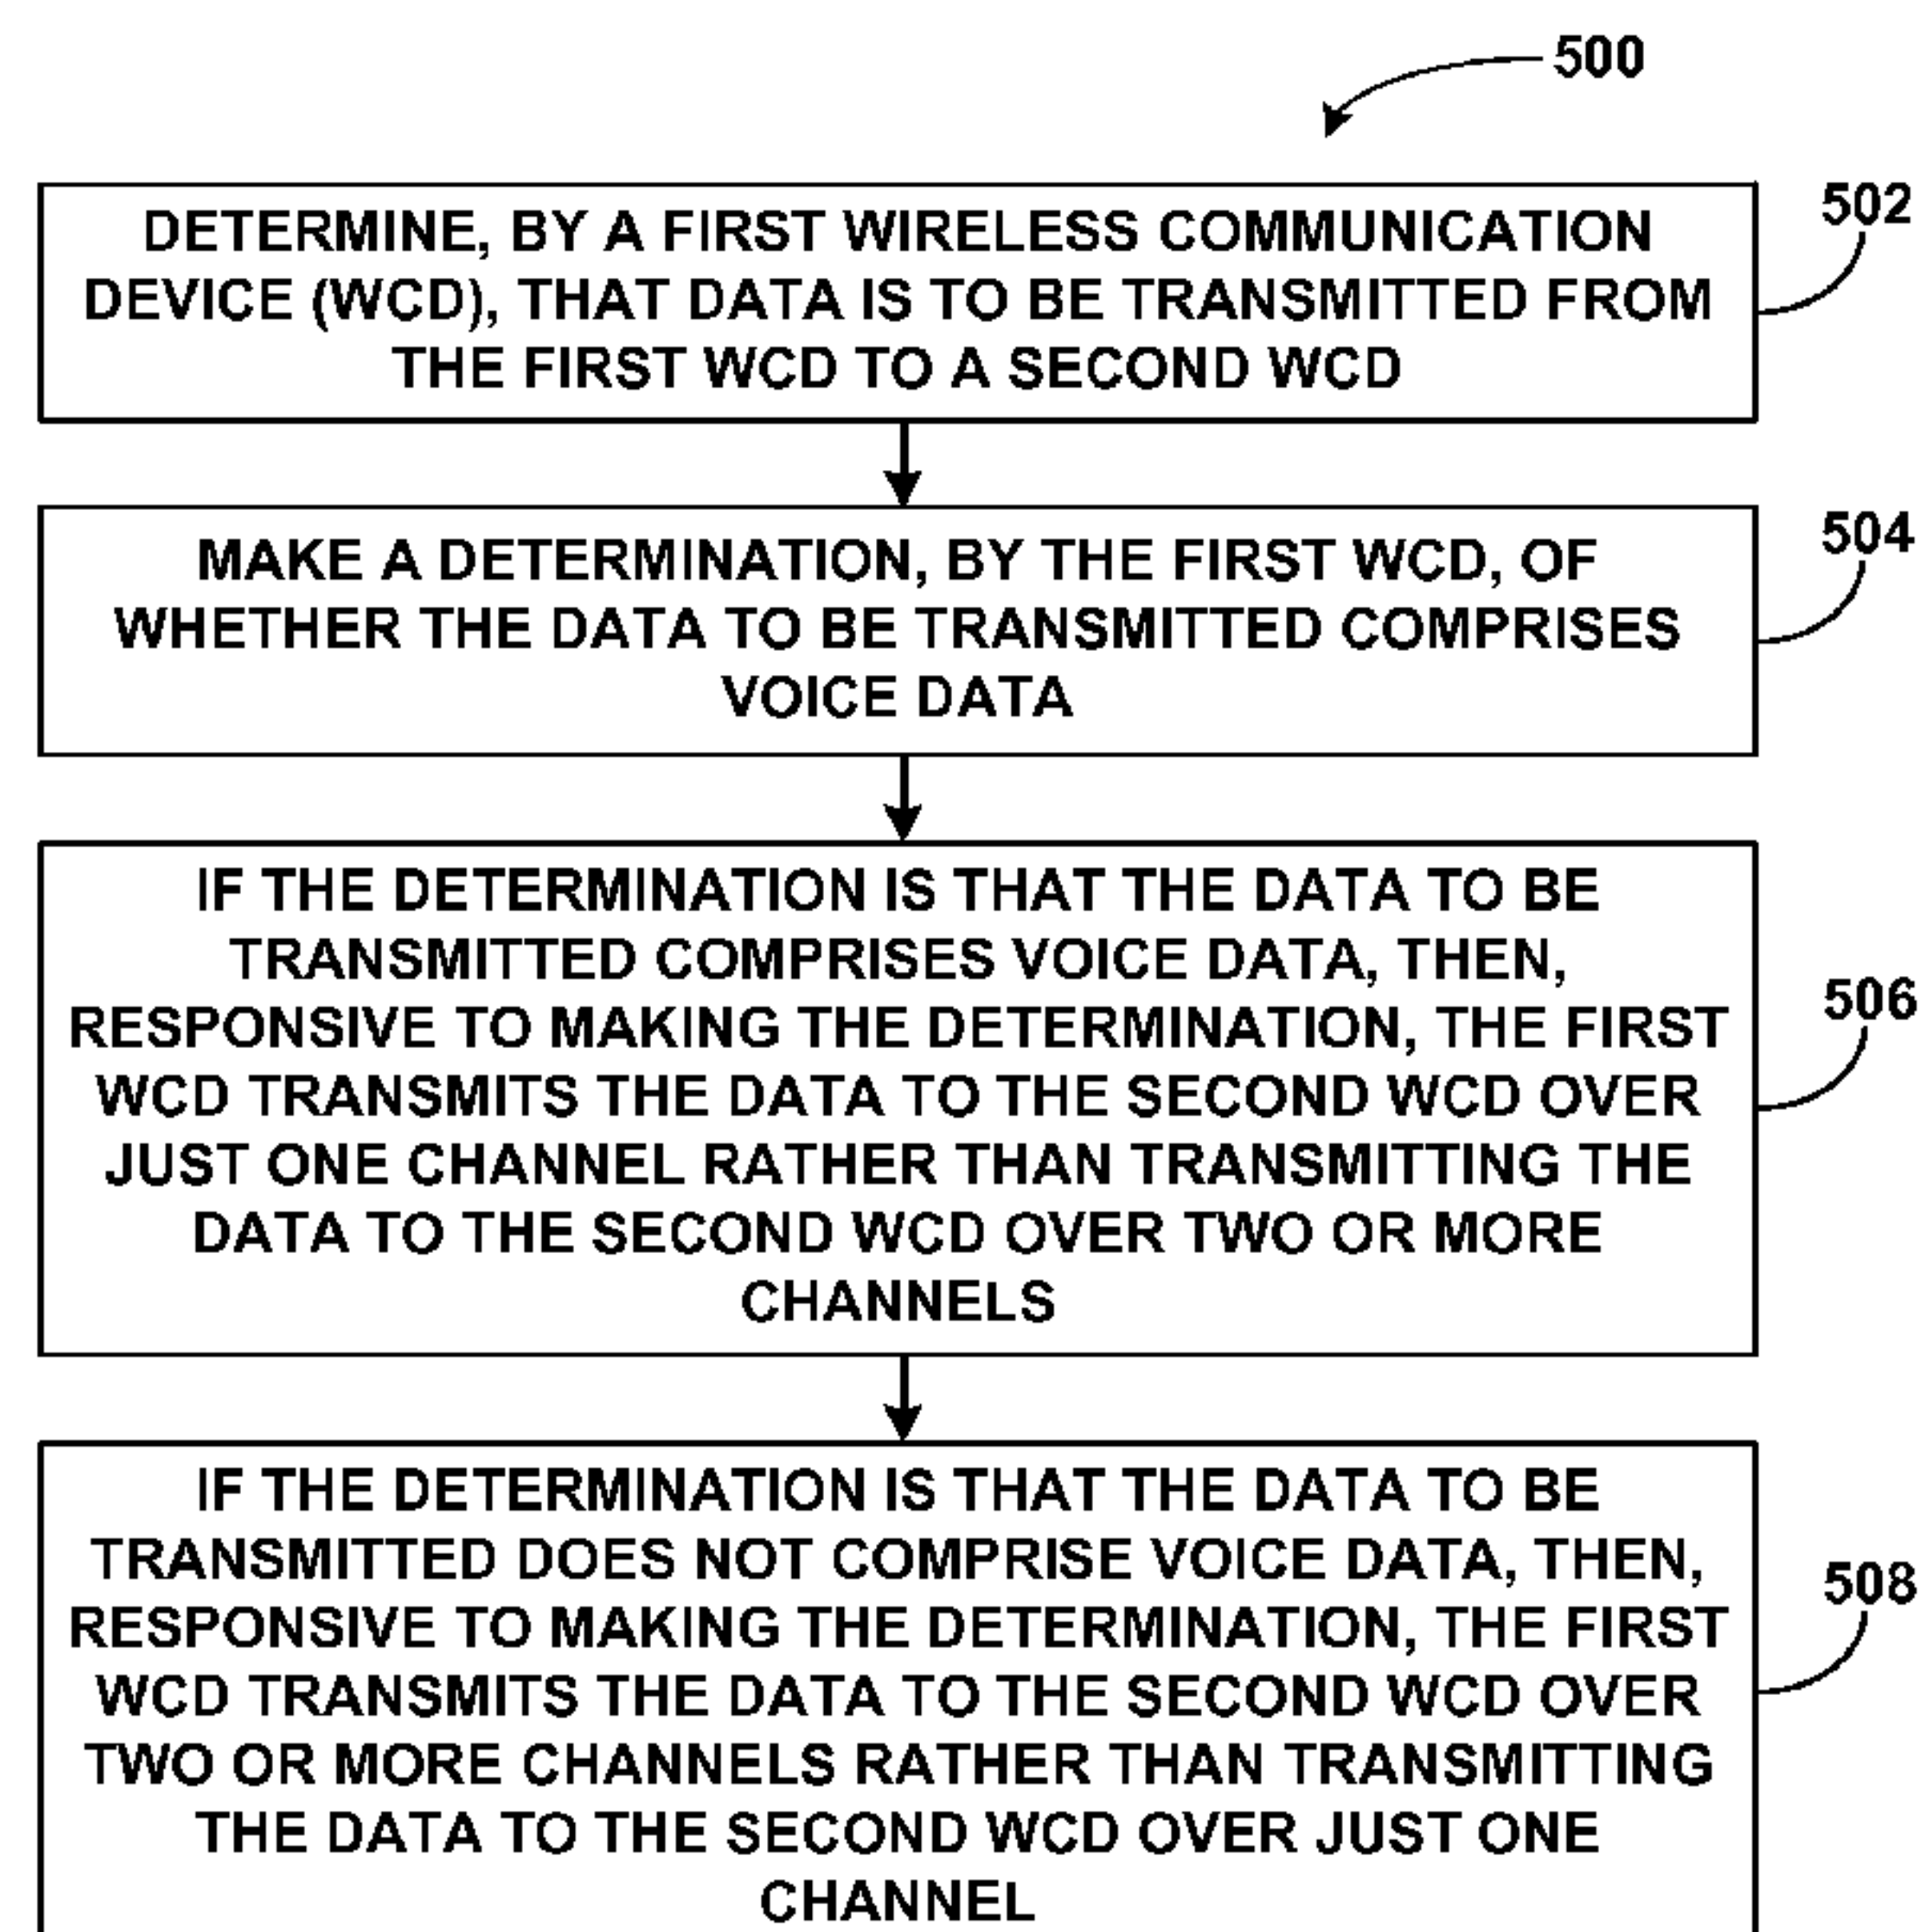 500
502
DETERMINE, BY A FIRST WIRELESS COMMUNICATION
DEVICE (WCD), THAT DATA IS TO BE TRANSMITTED FROM
THE FIRST WCD TO A SECOND WCD
504
MAKE A DETERMINATION, BY THE FIRST WCD, OF
WHETHER THE DATA TO BE TRANSMITTED COMPRISES
VOICE DATA
506
IF THE DETERMINATION IS THAT THE DATA TO BE
TRANSMITTED COMPRISES VOICE DATA, THEN,
RESPONSIVE TO MAKING THE DETERMINATION, THE FIRST
WCD TRANSMITS THE DATA TO THE SECOND WCD OVER
JUST ONE CHANNEL RATHER THAN TRANSMITTING THE
DATA TO THE SECOND WCD OVER TWO OR MORE
CHANNELS
508
IF THE DETERMINATION IS THAT THE DATA TO BE
TRANSMITTED DOES NOT COMPRISE VOICE DATA, THEN,
RESPONSIVE TO MAKING THE DETERMINATION, THE FIRST
WCD TRANSMITS THE DATA TO THE SECOND WCD OVER
TWO OR MORE CHANNELS RATHER THAN TRANSMITTING
THE DATA TO THE SECOND WCD OVER JUST ONE
CHANNEL